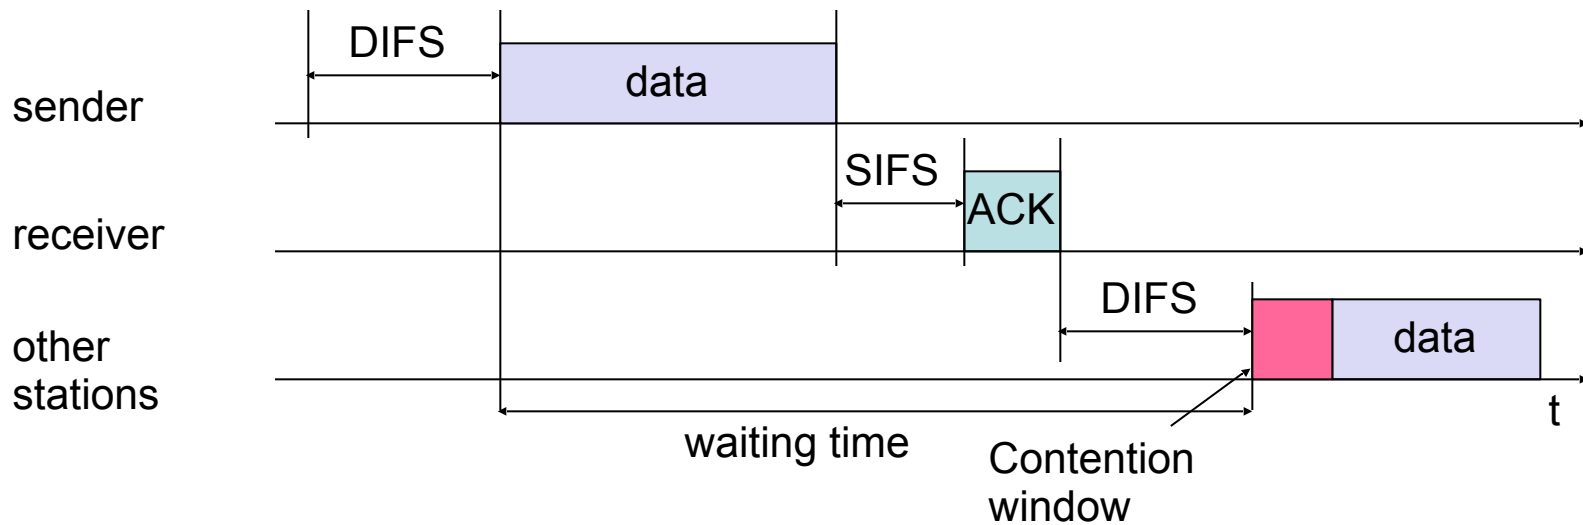 DIFS
data
sender
SIFS
ACK
receiver
DIFS
data
other
stations
t
waiting time
Contention
window